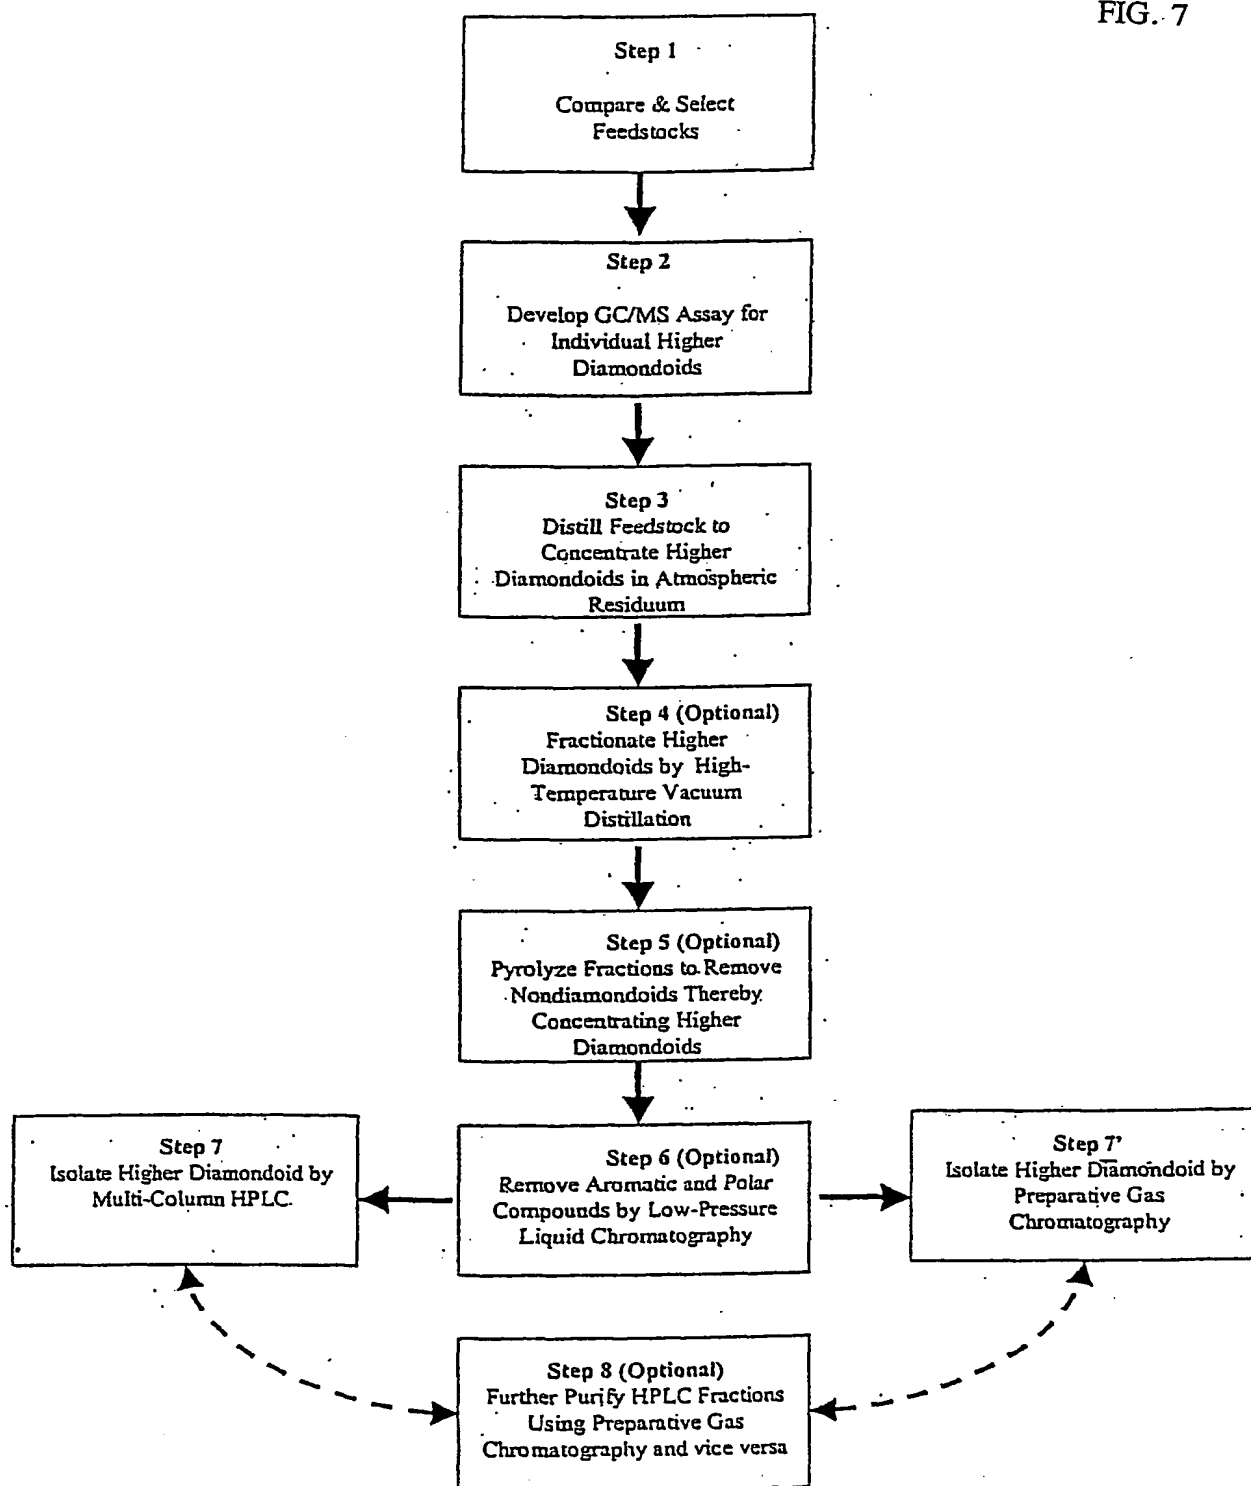 FIG. 7
Step 1
Compare & Select
Feedstocks
Step 2
Develop GC/MS Assay for
Individual Higher
Diamondoids
Step 3
Distill Feedstock to
Concentrate Higher
Diamondoids in Atmospheric
Residuum
Step 4 (Optional)
Fractionate Higher
Diamondoids by High-
Temperature Vacuum
Distillation
Step 5 (Optional)
Pyrolyze Fractions to Remove
Nondiamondoids Thereby
Concentrating Higher
Diamondoids
Step 6 (Optional)
Remove Aromatic and Polar
Compounds by Low-Pressure
Liquid Chromatography
Step 7
Isolate Higher Diamondoid by
Multi-Column HPLC.
Step 7'
Isolate Higher Diamondoid by
Preparative Gas
Chromatography
Step 8 (Optional)
Further Purify HPLC Fractions
Using Preparative Gas
Chromatography and vice versa